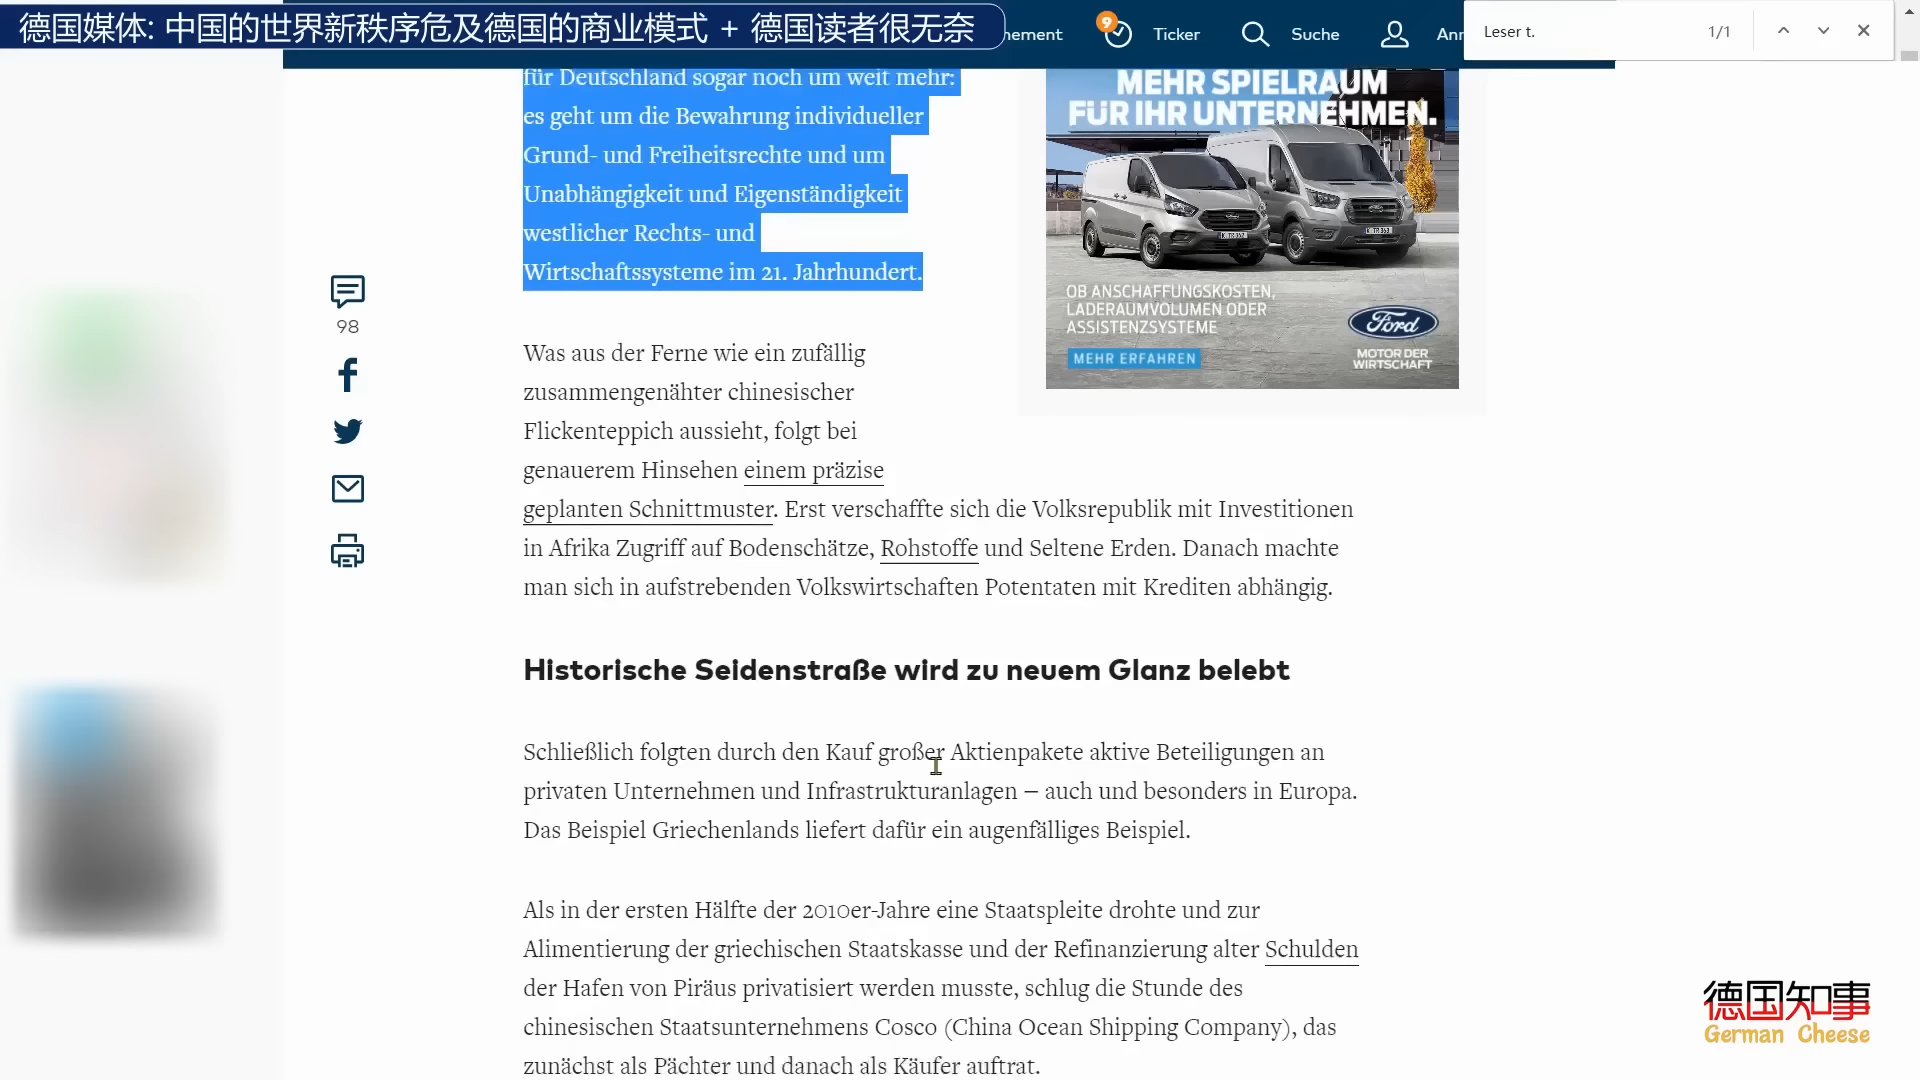 德国媒体: 中国的世界新秩序危及德国的商业模式 + 德国读者很无奈
nement
9
Ticker
Suche
An
Leser t.
1/1
für Deutschland sogar noch um weit mehr:
es geht um die Bewahrung individueller
Grund- und Freiheitsrechte und um
Unabhängigkeit und Eigenständigkeit
westlicher Rechts- und
Wirtschaftssysteme im 21. Jahrhundert.
MEHR SPIELRAUM
FÜR IHR UNTERNEHMEN.
OB ANSCHAFFUNGSKOSTEN,
LADERAUMVOLUMEN ODER
ASSISTENZSYSTEME
MEHR ERFAHREN
Ford
MOTOR DER
WIRTSCHAFT
98
Was aus der Ferne wie ein zufällig
zusammengenähter chinesischer
Flickenteppich aussieht, folgt bei
genauerem Hinsehen einem präzise
geplanten Schnittmuster. Erst verschaffte sich die Volksrepublik mit Investitionen
in Afrika Zugriff auf Bodenschätze, Rohstoffe und Seltene Erden. Danach machte
man sich in aufstrebenden Volkswirtschaften Potentaten mit Krediten abhängig.
Historische Seidenstraße wird zu neuem Glanz belebt
Schließlich folgten durch den Kauf großer Aktienpakete aktive Beteiligungen an
privaten Unternehmen und Infrastrukturanlagen – auch und besonders in Europa.
Das Beispiel Griechenlands liefert dafür ein augenfälliges Beispiel.
Als in der ersten Hälfte der 2010er-Jahre eine Staatspleite drohte und zur
Alimentierung der griechischen Staatskasse und der Refinanzierung alter Schulden
der Hafen von Piräus privatisiert werden musste, schlug die Stunde des
chinesischen Staatsunternehmens Cosco (China Ocean Shipping Company), das
zunächst als Pächter und danach als Käufer auftrat.
德国知事
German Cheese